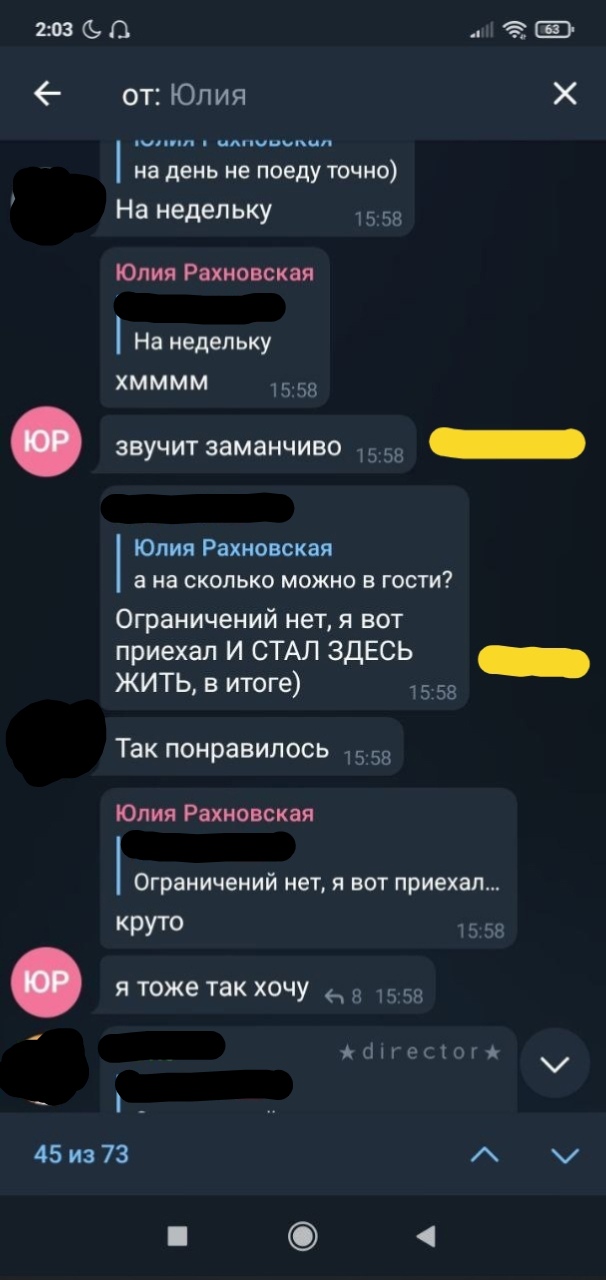 2:03
63
от: Юлия
Юлия Рахновская
на день не поеду точно)
На недельку 15:58
Юлия Рахновская
На недельку
хмммм 15:58
ЮР
звучит заманчиво 15:58
Юлия Рахновская
а на сколько можно в гости?
Ограничений нет, я вот
приехал И СТАЛ ЗДЕСЬ
ЖИТЬ, в итоге) 15:58
Так понравилось 15:58
Юлия Рахновская
Ограничений нет, я вот приехал...
круто 15:58
ЮР
я тоже так хочу 8 15:58
★director★
45 из 73